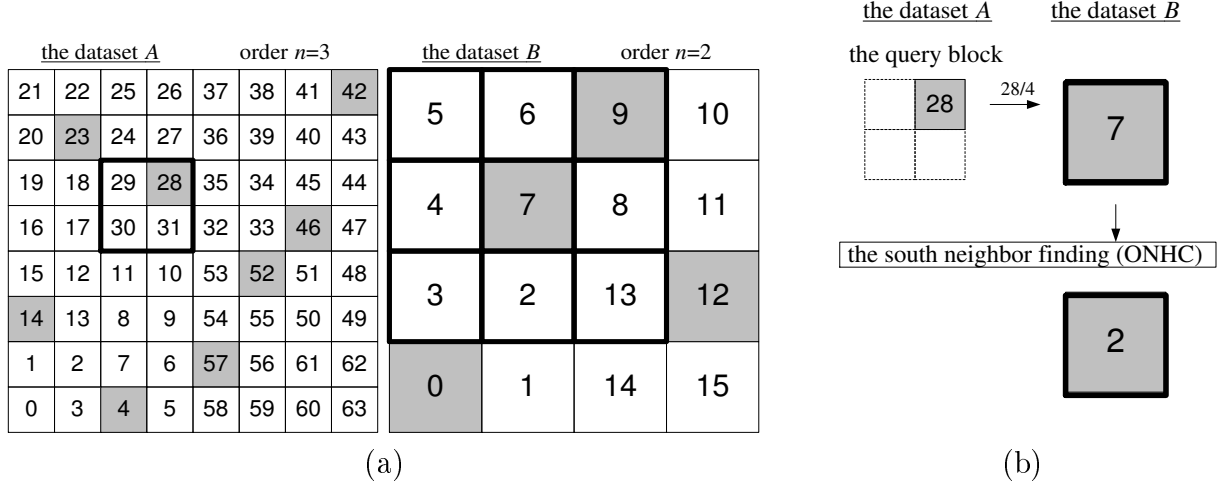 the dataset A order n=3 the dataset B order n=2
21 22 25 26 37 38 41 42
20 23 24 27 36 39 40 43
19 18 29 28 35 34 45 44
16 17 30 31 32 33 46 47
15 12 11 10 53 52 51 48
14 13 8 9 54 55 50 49
1 2 7 6 57 56 61 62
0 3 4 5 58 59 60 63
5 6 9 10
4 7 8 11
3 2 13 12
0 1 14 15
(a)
the dataset A the dataset B
the query block
28 28/4 7
the south neighbor finding (ONHC)
2
(b)